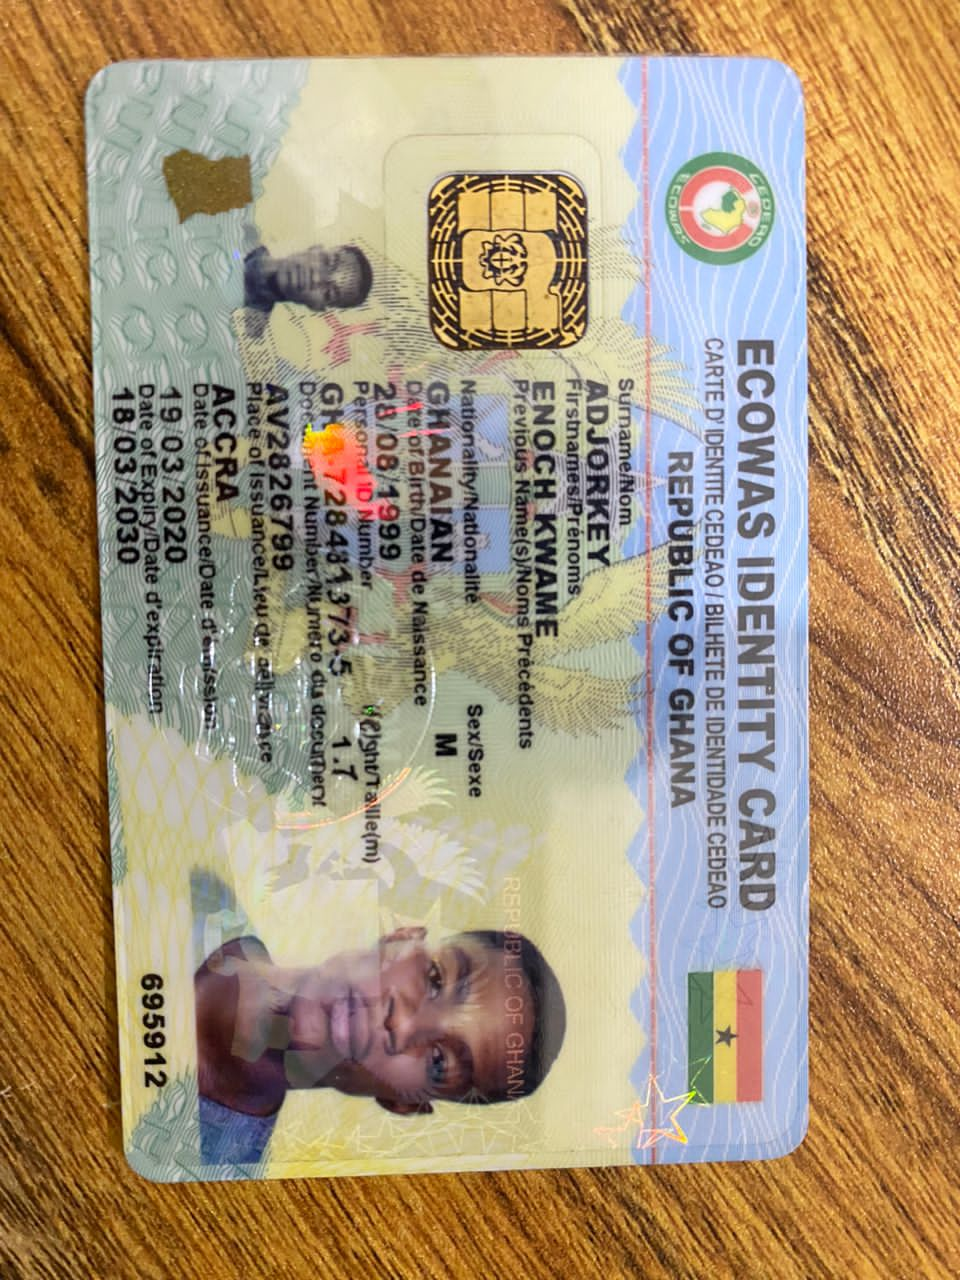 ECOWAS IDENTITY CARD
CARTE D'IDENTITE CEDEAO / BILHETE DE IDENTIDADE CEDEAO
REPUBLIC OF GHANA
CEDEAO
ECOWAS
Surname/Nom
ADJORKEY
Firstnames/Prénoms
ENOCH KWAME
Previous Name(s)/Noms Précédents
Nationality/Nationalité Sex/Sexe
GHANAIAN M
Date of Birth/Date de Naissance
28/08/1999
Personal ID Number Height/Taille(m)
728481373-5 1.7
Document Number/Numero du document
AV2826799
Place of Issuance/Lieu de délivrance
ACCRA
Date of Issuance/Date d'émission
19/03/2020
Date of Expiry/Date d'expiration
18/03/2030
REPUBLIC OF GHANA
695912